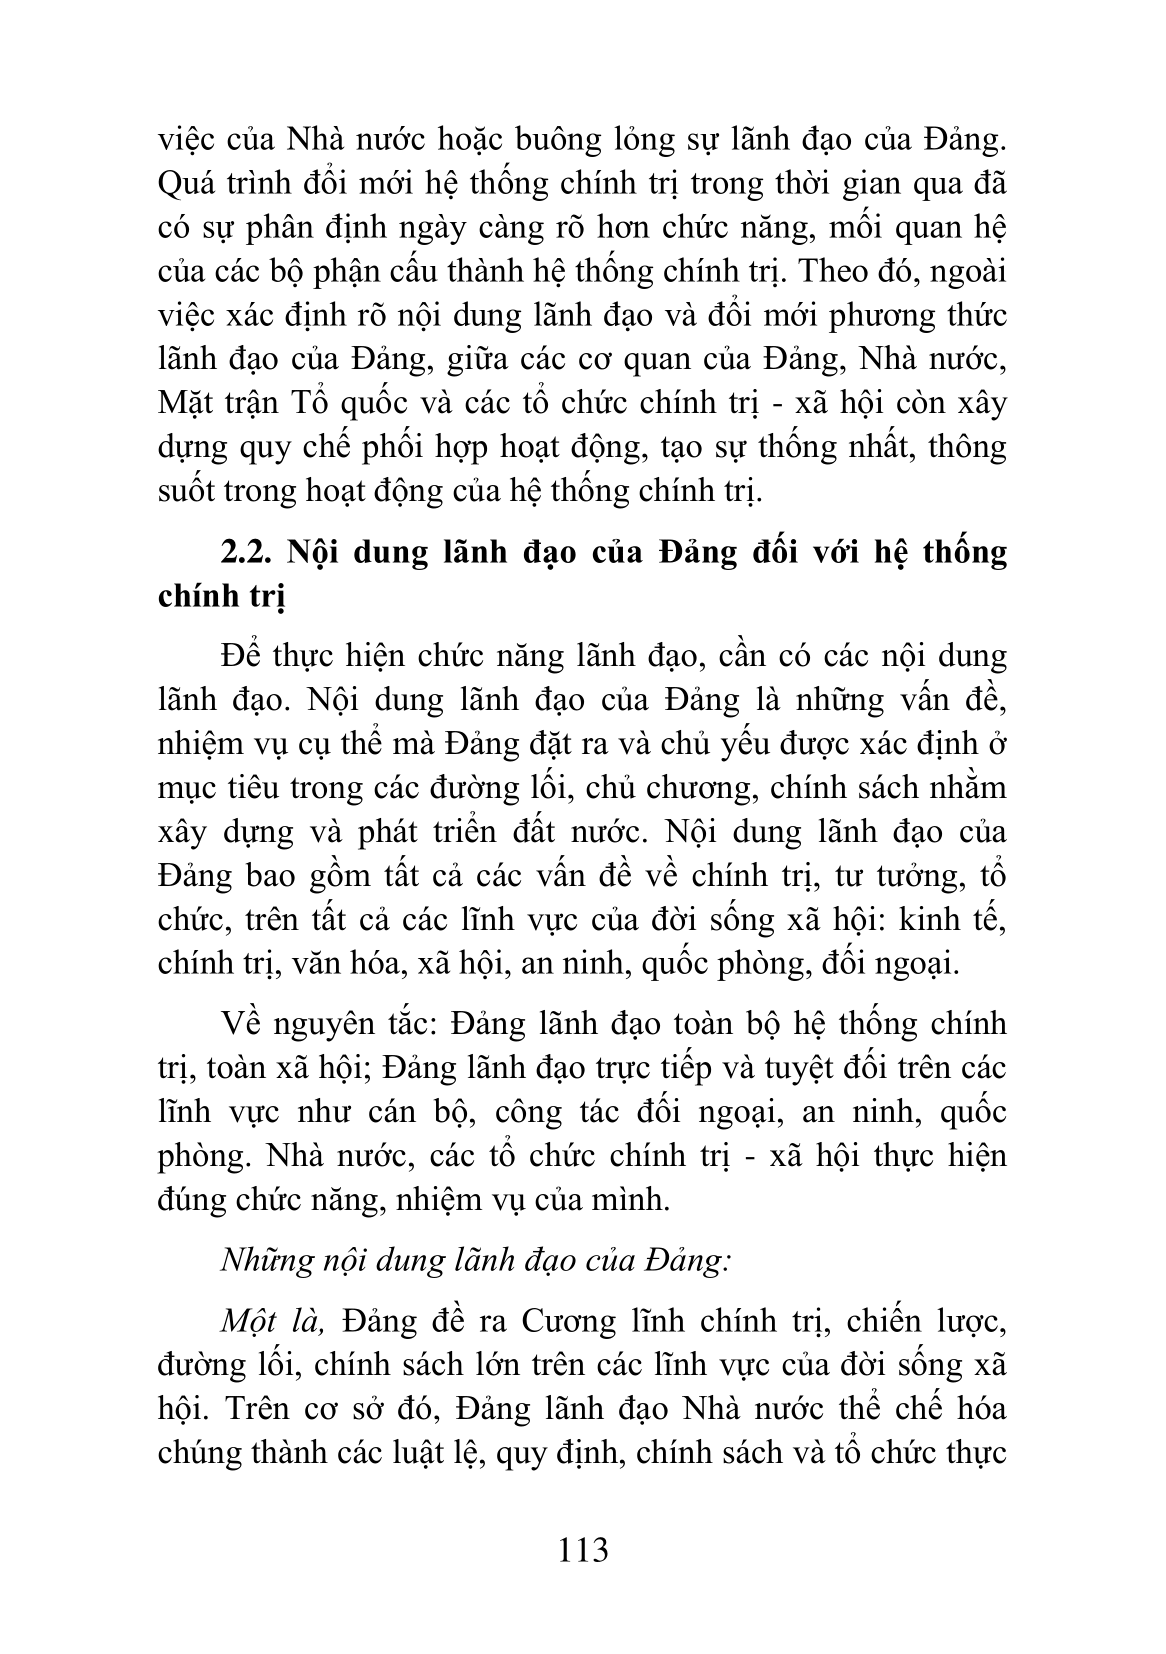 việc của Nhà nước hoặc buông lỏng sự lãnh đạo của Đảng.
Quá trình đổi mới hệ thống chính trị trong thời gian qua đã
có sự phân định ngày càng rõ hơn chức năng, mối quan hệ
của các bộ phận cấu thành hệ thống chính trị. Theo đó, ngoài
việc xác định rõ nội dung lãnh đạo và đổi mới phương thức
lãnh đạo của Đảng, giữa các cơ quan của Đảng, Nhà nước,
Mặt trận Tổ quốc và các tổ chức chính trị - xã hội còn xây
dựng quy chế phối hợp hoạt động, tạo sự thống nhất, thông
suốt trong hoạt động của hệ thống chính trị.
2.2. Nội dung lãnh đạo của Đảng đối với hệ thống
chính trị
Để thực hiện chức năng lãnh đạo, cần có các nội dung
lãnh đạo. Nội dung lãnh đạo của Đảng là những vấn đề,
nhiệm vụ cụ thể mà Đảng đặt ra và chủ yếu được xác định ở
mục tiêu trong các đường lối, chủ chương, chính sách nhằm
xây dựng và phát triển đất nước. Nội dung lãnh đạo của
Đảng bao gồm tất cả các vấn đề về chính trị, tư tưởng, tổ
chức, trên tất cả các lĩnh vực của đời sống xã hội: kinh tế,
chính trị, văn hóa, xã hội, an ninh, quốc phòng, đối ngoại.
Về nguyên tắc: Đảng lãnh đạo toàn bộ hệ thống chính
trị, toàn xã hội; Đảng lãnh đạo trực tiếp và tuyệt đối trên các
lĩnh vực như cán bộ, công tác đối ngoại, an ninh, quốc
phòng. Nhà nước, các tổ chức chính trị - xã hội thực hiện
đúng chức năng, nhiệm vụ của mình.
Những nội dung lãnh đạo của Đảng:
Một là, Đảng đề ra Cương lĩnh chính trị, chiến lược,
đường lối, chính sách lớn trên các lĩnh vực của đời sống xã
hội. Trên cơ sở đó, Đảng lãnh đạo Nhà nước thể chế hóa
chúng thành các luật lệ, quy định, chính sách và tổ chức thực
113